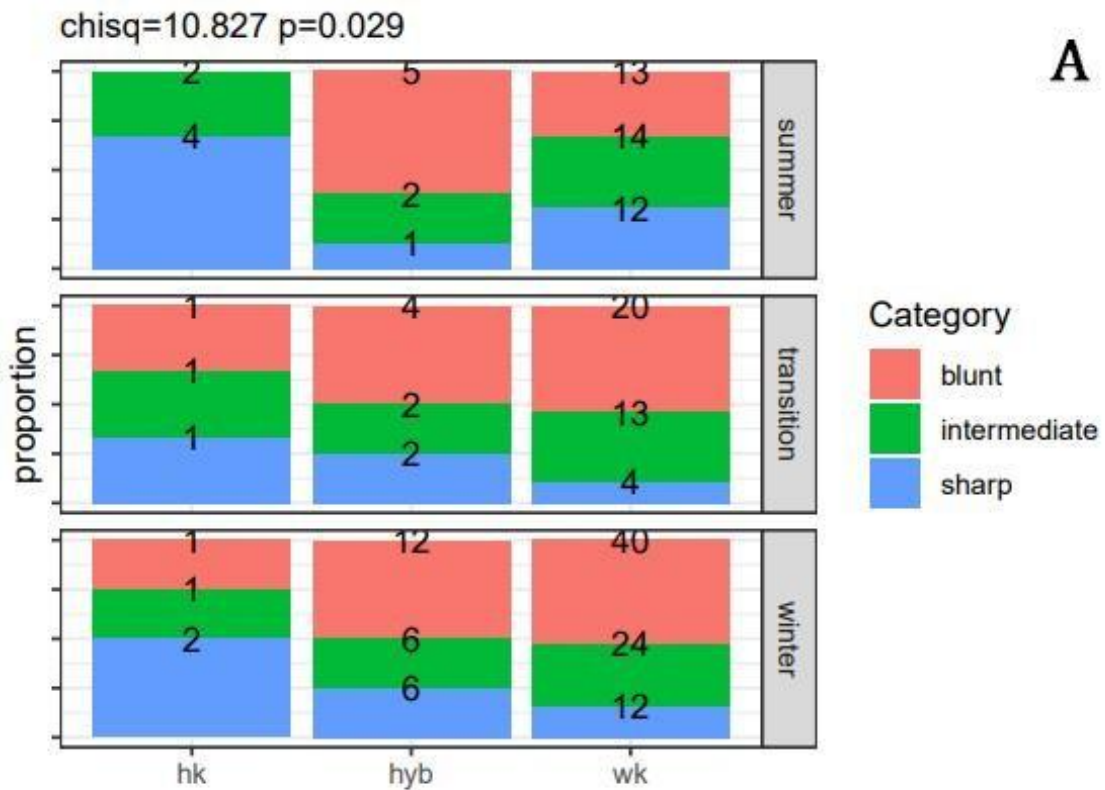 chisq=10.827 p=0.029
A
2 5 13
4 2 14
1 12
summer
1 4 20
1 2 13
1 2 4
transition
1 12 40
1 6 24
2 6 12
winter
proportion
hk hyb wk
Category
blunt
intermediate
sharp